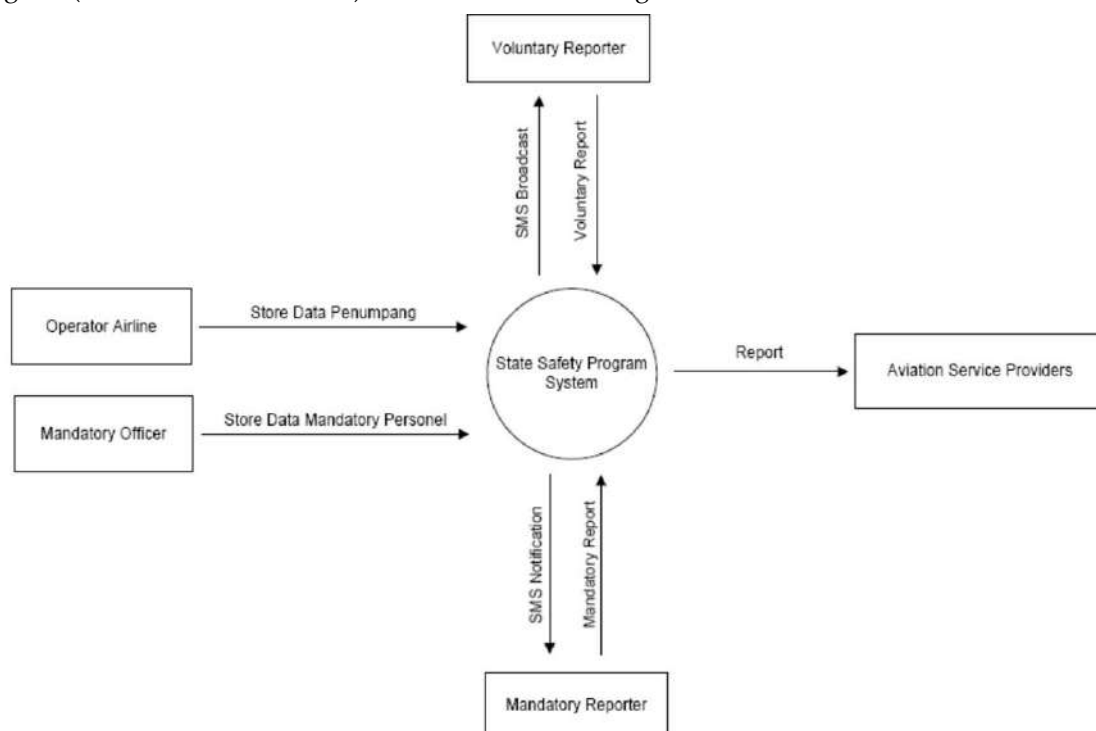 Voluntary Reporter
SMS Broadcast
Voluntary Report
Operator Airline
Store Data Penumpang
State Safety Program
System
Report
Aviation Service Providers
Mandatory Officer
Store Data Mandatory Personel
SMS Notification
Mandatory Report
Mandatory Reporter